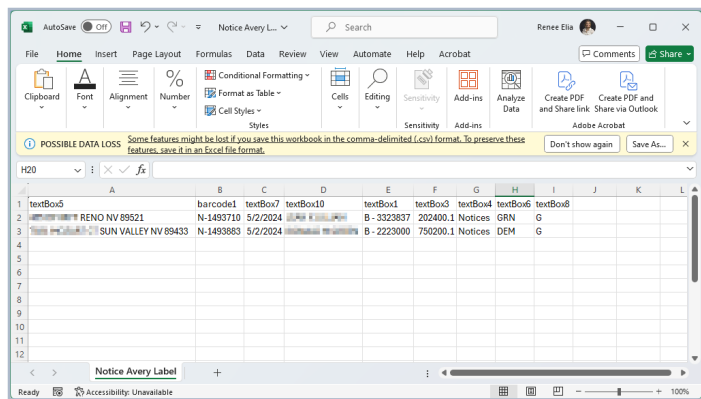 AutoSave Off Notice Avery L... Search Renee Elia
File Home Insert Page Layout Formulas Data Review View Automate Help Acrobat Comments Share
Clipboard Font Alignment Number Conditional Formatting Format as Table Cell Styles Cells Editing Sensitivity Add-ins Analyze Data Create PDF and Share link Create PDF and Share via Outlook
Styles Sensitivity Add-ins Adobe Acrobat
POSSIBLE DATA LOSS Some features might be lost if you save this workbook in the comma-delimited (.csv) format. To preserve these features, save it in an Excel file format. Don't show again Save As...
H20 fx
A B C D E F G H I J K L
1 textBox5 barcode1 textBox7 textBox10 textBox1 textBox3 textBox4 textBox6 textBox8
2 RENO NV 89521 N-1493710 5/2/2024 B - 3323837 202400.1 Notices GRN G
3 SUN VALLEY NV 89433 N-1493883 5/2/2024 B - 2223000 750200.1 Notices DEM G
4
5
6
7
8
9
10
11
12
Notice Avery Label
Ready Accessibility: Unavailable 100%